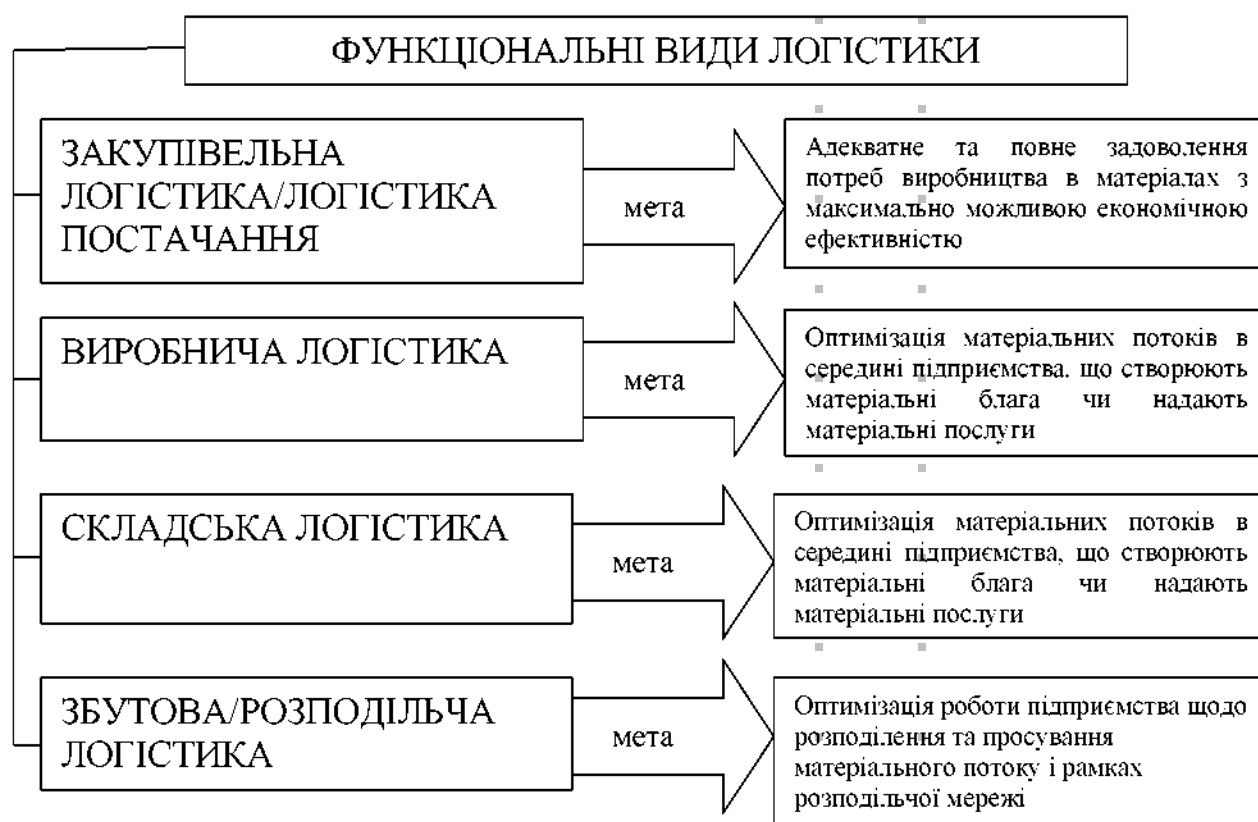 ФУНКЦІОНАЛЬНІ ВИДИ ЛОГІСТИКИ
ЗАКУПІВЕЛЬНА
ЛОГІСТИКА/ЛОГІСТИКА
ПОСТАЧАННЯ
мета
Адекватне та повне задоволення
потреб виробництва в матеріалах з
максимально можливою економічною
ефективністю
ВИРОБНИЧА ЛОГІСТИКА
мета
Оптимізація матеріальних потоків в
середині підприємства, що створюють
матеріальні блага чи надають
матеріальні послуги
СКЛАДСЬКА ЛОГІСТИКА
мета
Оптимізація матеріальних потоків в
середині підприємства, що створюють
матеріальні блага чи надають
матеріальні послуги
ЗБУТОВА/РОЗПОДІЛЬЧА
ЛОГІСТИКА
мета
Оптимізація роботи підприємства щодо
розподілення та просування
матеріального потоку і рамках
розподільчої мережі